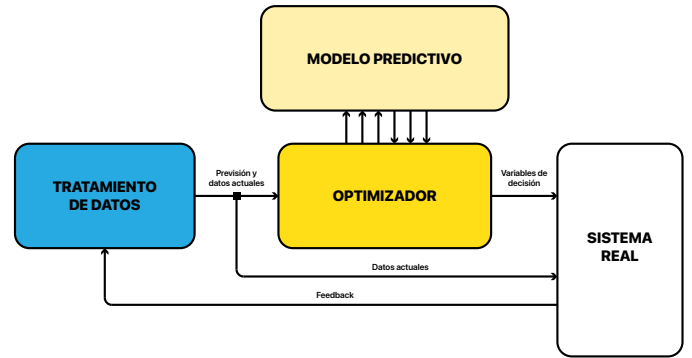 MODELO PREDICTIVO
TRATAMIENTO
DE DATOS
Previsión y
datos actuales
OPTIMIZADOR
Variables de
decisión
SISTEMA
REAL
Datos actuales
Feedback